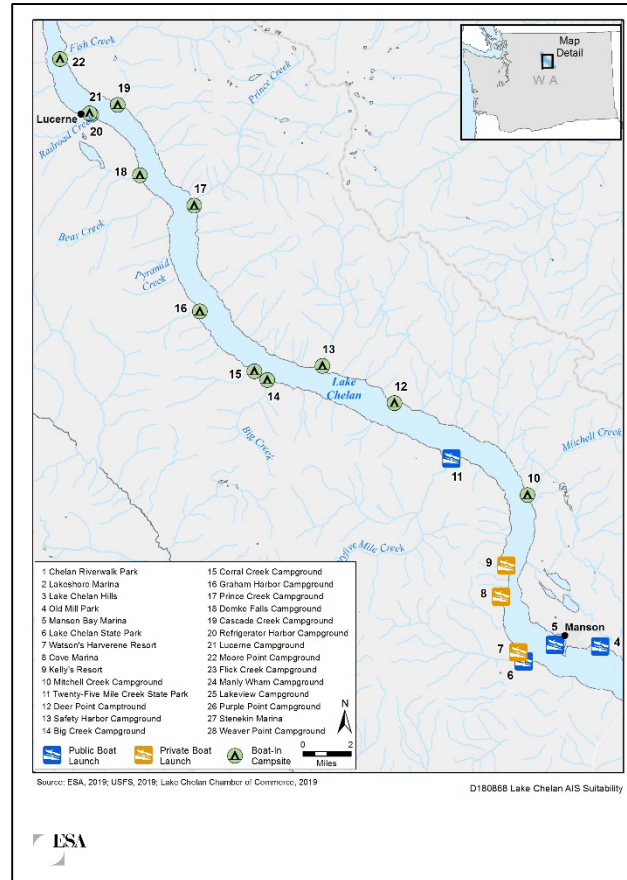 Fish Creek
22
Prince Creek
Map
Detail
W A
21
19
Lucerne
20
Railroad Creek
18
17
Bear Creek
Pyramid
Creek
16
13
15
14
Lake
Chelan
12
Big Creek
11
Mitchell Creek
10
Mile Creek
9
8
5
Manson
4
7
6
1 Chelan Riverwalk Park
2 Lakeshore Marina
3 Lake Chelan Hills
4 Old Mill Park
5 Manson Bay Marina
6 Lake Chelan State Park
7 Watson's Harverene Resort
8 Cove Marina
9 Kelly's Resort
10 Mitchell Creek Campground
11 Twenty-Five Mile Creek State Park
12 Deer Point Camptround
13 Safety Harbor Campground
14 Big Creek Campground
15 Corral Creek Campground
16 Graham Harbor Campground
17 Prince Creek Campground
18 Domke Falls Campground
19 Cascade Creek Campground
20 Refrigerator Harbor Campground
21 Lucerne Campground
22 Moore Point Campground
23 Flick Creek Campground
24 Manly Wham Campground
25 Lakeview Campground
26 Purple Point Campground
27 Stenekin Marina
28 Weaver Point Campground
N
Public Boat
Launch
Private Boat
Launch
Boat-In
Campsite
0 2
Miles
Source: ESA, 2019; USFS, 2019; Lake Chelan Chamber of Commerce, 2019
D180868 Lake Chelan AIS Suitability
ESA